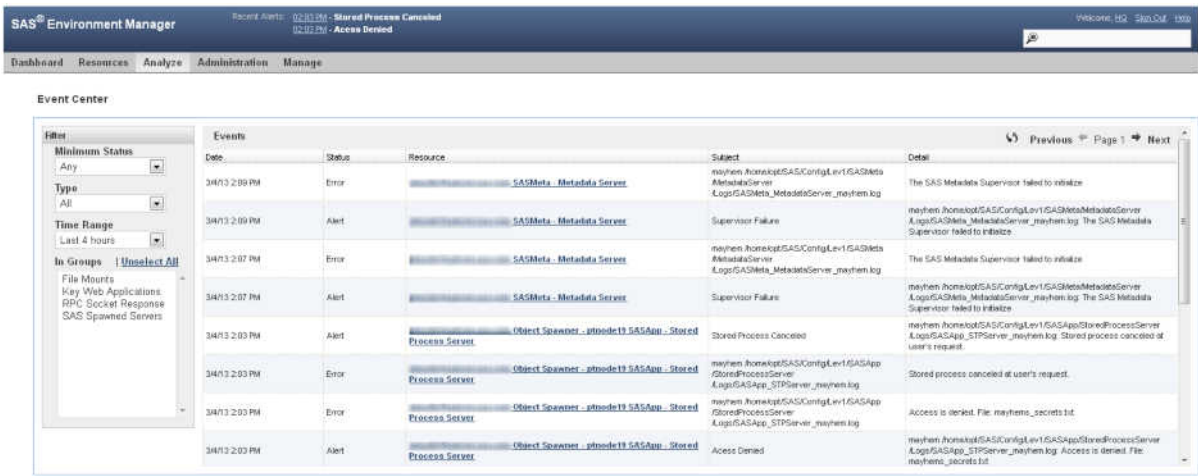 SAS® Environment Manager
Recent Alerts: 02:03 PM - Stored Process Canceled
02:03 PM - Acess Denied
Welcome, HQ Sign Out Help
Dashboard Resources Analyze Administration Manage
Event Center
Filter
Minimum Status
Any
Type
All
Time Range
Last 4 hours
In Groups | Unselect All
File Mounts
Key Web Applications
RPC Socket Response
SAS Spawned Servers
Events
Previous Page 1 Next
Date Status Resource Subject Detail
3/4/13 2:09 PM Error SASMeta - Metadata Server
mayhem /home/opt/SAS/Config/Lev1/SASMeta
/MetadataServer
/Logs/SASMeta_MetadataServer_mayhem.log
The SAS Metadata Supervisor failed to initialize
3/4/13 2:09 PM Alert SASMeta - Metadata Server
Supervisor Failure
mayhem /home/opt/SAS/Config/Lev1/SASMeta/MetadataServer
/Logs/SASMeta_MetadataServer_mayhem.log: The SAS Metadata
Supervisor failed to initialize
3/4/13 2:07 PM Error SASMeta - Metadata Server
mayhem /home/opt/SAS/Config/Lev1/SASMeta
/MetadataServer
/Logs/SASMeta_MetadataServer_mayhem.log
The SAS Metadata Supervisor failed to initialize
3/4/13 2:07 PM Alert SASMeta - Metadata Server
Supervisor Failure
mayhem /home/opt/SAS/Config/Lev1/SASMeta/MetadataServer
/Logs/SASMeta_MetadataServer_mayhem.log: The SAS Metadata
Supervisor failed to initialize
3/4/13 2:03 PM Alert Object Spawner - ptnode19 SASApp - Stored
Process Server
Stored Process Canceled
mayhem /home/opt/SAS/Config/Lev1/SASApp/StoredProcessServer
/Logs/SASApp_STPServer_mayhem.log: Stored process canceled at
user's request.
3/4/13 2:03 PM Error Object Spawner - ptnode19 SASApp - Stored
Process Server
mayhem /home/opt/SAS/Config/Lev1/SASApp
/StoredProcessServer
/Logs/SASApp_STPServer_mayhem.log
Stored process canceled at user's request.
3/4/13 2:03 PM Error Object Spawner - ptnode19 SASApp - Stored
Process Server
mayhem /home/opt/SAS/Config/Lev1/SASApp
/StoredProcessServer
/Logs/SASApp_STPServer_mayhem.log
Access is denied. File: mayhems_secrets.txt
3/4/13 2:03 PM Alert Object Spawner - ptnode19 SASApp - Stored
Process Server
Acess Denied
mayhem /home/opt/SAS/Config/Lev1/SASApp/StoredProcessServer
/Logs/SASApp_STPServer_mayhem.log: Access is denied. File:
mayhems_secrets.txt